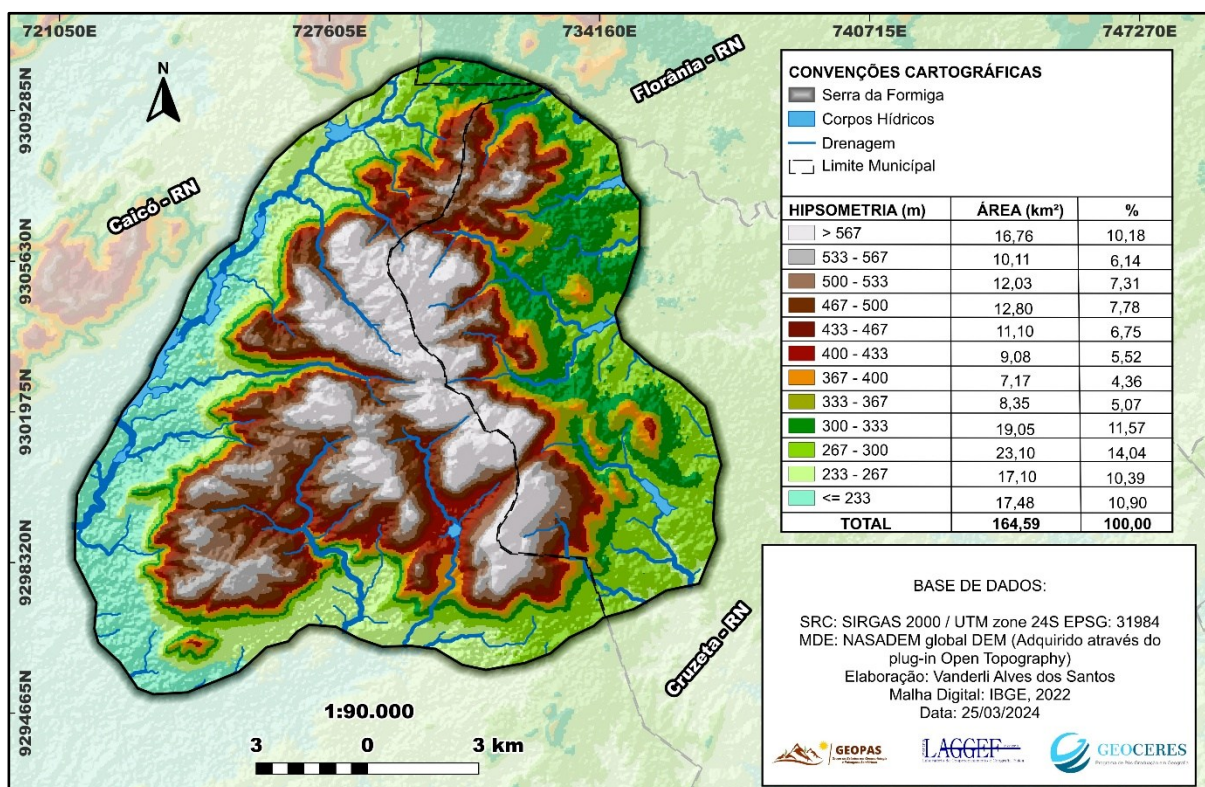 721050E 727605E 734160E 740715E 747270E
9309285N
9305630N
9301975N
9298320N
9294665N
N
Florânia - RN
Caicó - RN
Cruzeta - RN
1:90.000
3 0 3 km
CONVENÇÕES CARTOGRÁFICAS
Serra da Formiga
Corpos Hídricos
Drenagem
Limite Municípal
HIPSOMETRIA (m) ÁREA (km²) %
> 567 16,76 10,18
533 - 567 10,11 6,14
500 - 533 12,03 7,31
467 - 500 12,80 7,78
433 - 467 11,10 6,75
400 - 433 9,08 5,52
367 - 400 7,17 4,36
333 - 367 8,35 5,07
300 - 333 19,05 11,57
267 - 300 23,10 14,04
233 - 267 17,10 10,39
<= 233 17,48 10,90
TOTAL 164,59 100,00
BASE DE DADOS:
SRC: SIRGAS 2000 / UTM zone 24S EPSG: 31984
MDE: NASADEM global DEM (Adquirido através do
plug-in Open Topography)
Elaboração: Vanderli Alves dos Santos
Malha Digital: IBGE, 2022
Data: 25/03/2024
GEOPAS
LAGGEF
GEOCERES
Programa de Pós-Graduação em Geografia